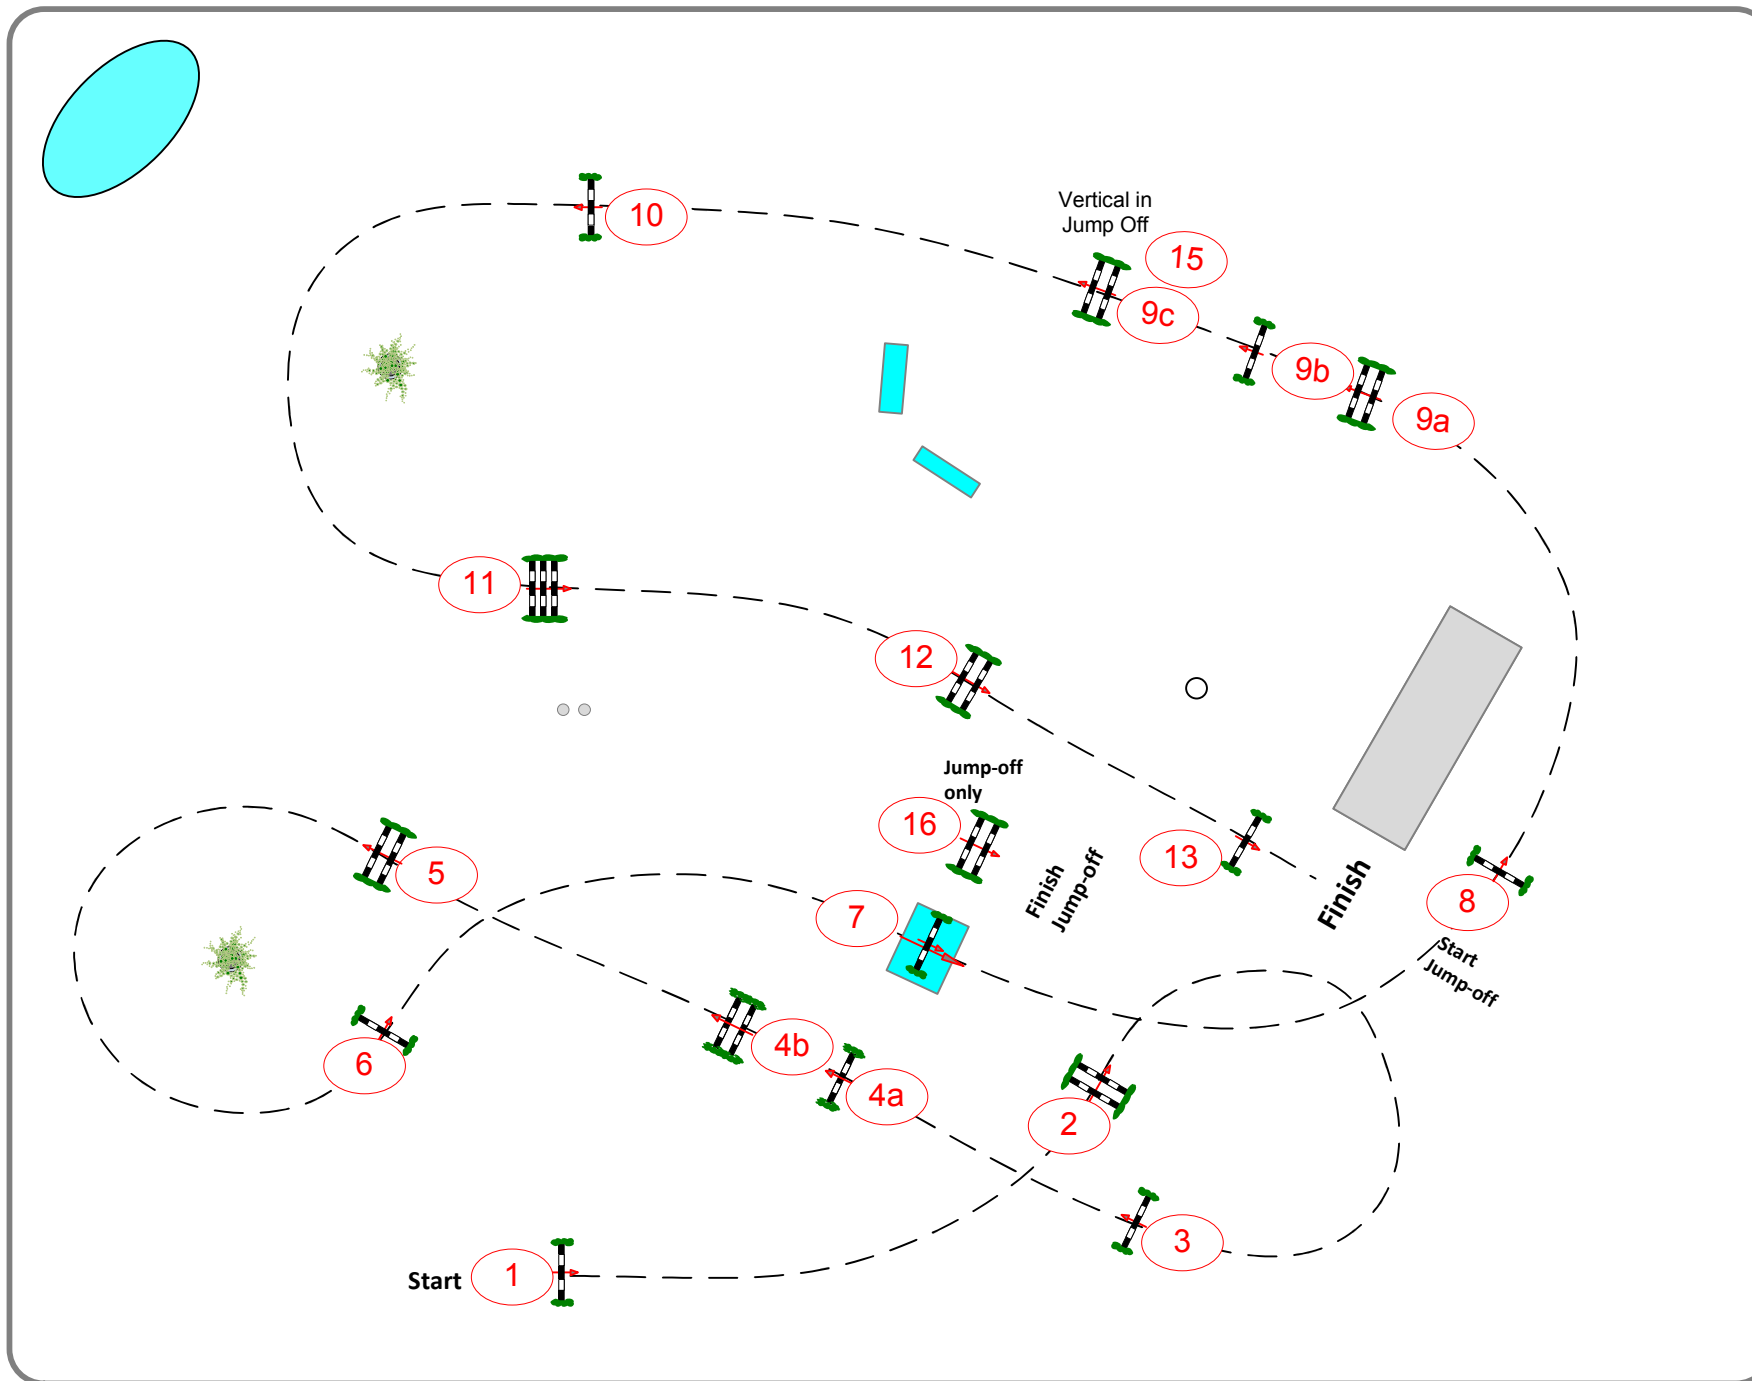 10
Vertical in
Jump Off
15
9c
9b
9a
11
12
Jump-off
only
16
13
Finish
Jump-off
Finish
5
7
8
Start
Jump-off
6
4b
4a
2
3
Start
1